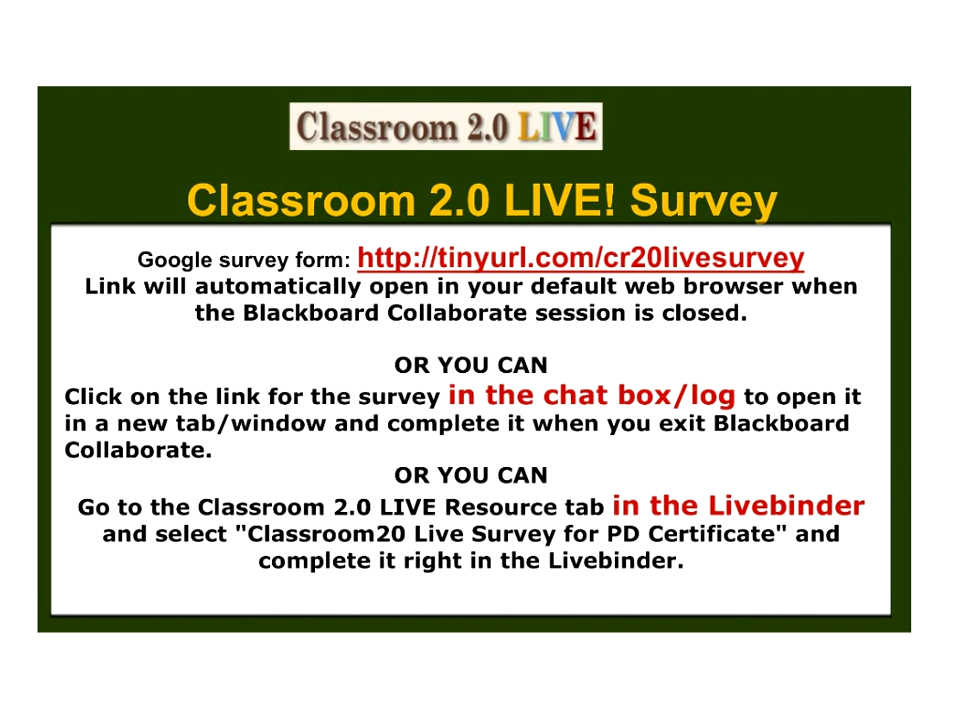 Classroom 2.0 LIVE
Classroom 2.0 LIVE! Survey
Google survey form: http://tinyurl.com/cr20livesurvey
Link will automatically open in your default web browser when
the Blackboard Collaborate session is closed.
OR YOU CAN
Click on the link for the survey in the chat box/log to open it
in a new tab/window and complete it when you exit Blackboard
Collaborate.
OR YOU CAN
Go to the Classroom 2.0 LIVE Resource tab in the Livebinder
and select "Classroom20 Live Survey for PD Certificate" and
complete it right in the Livebinder.